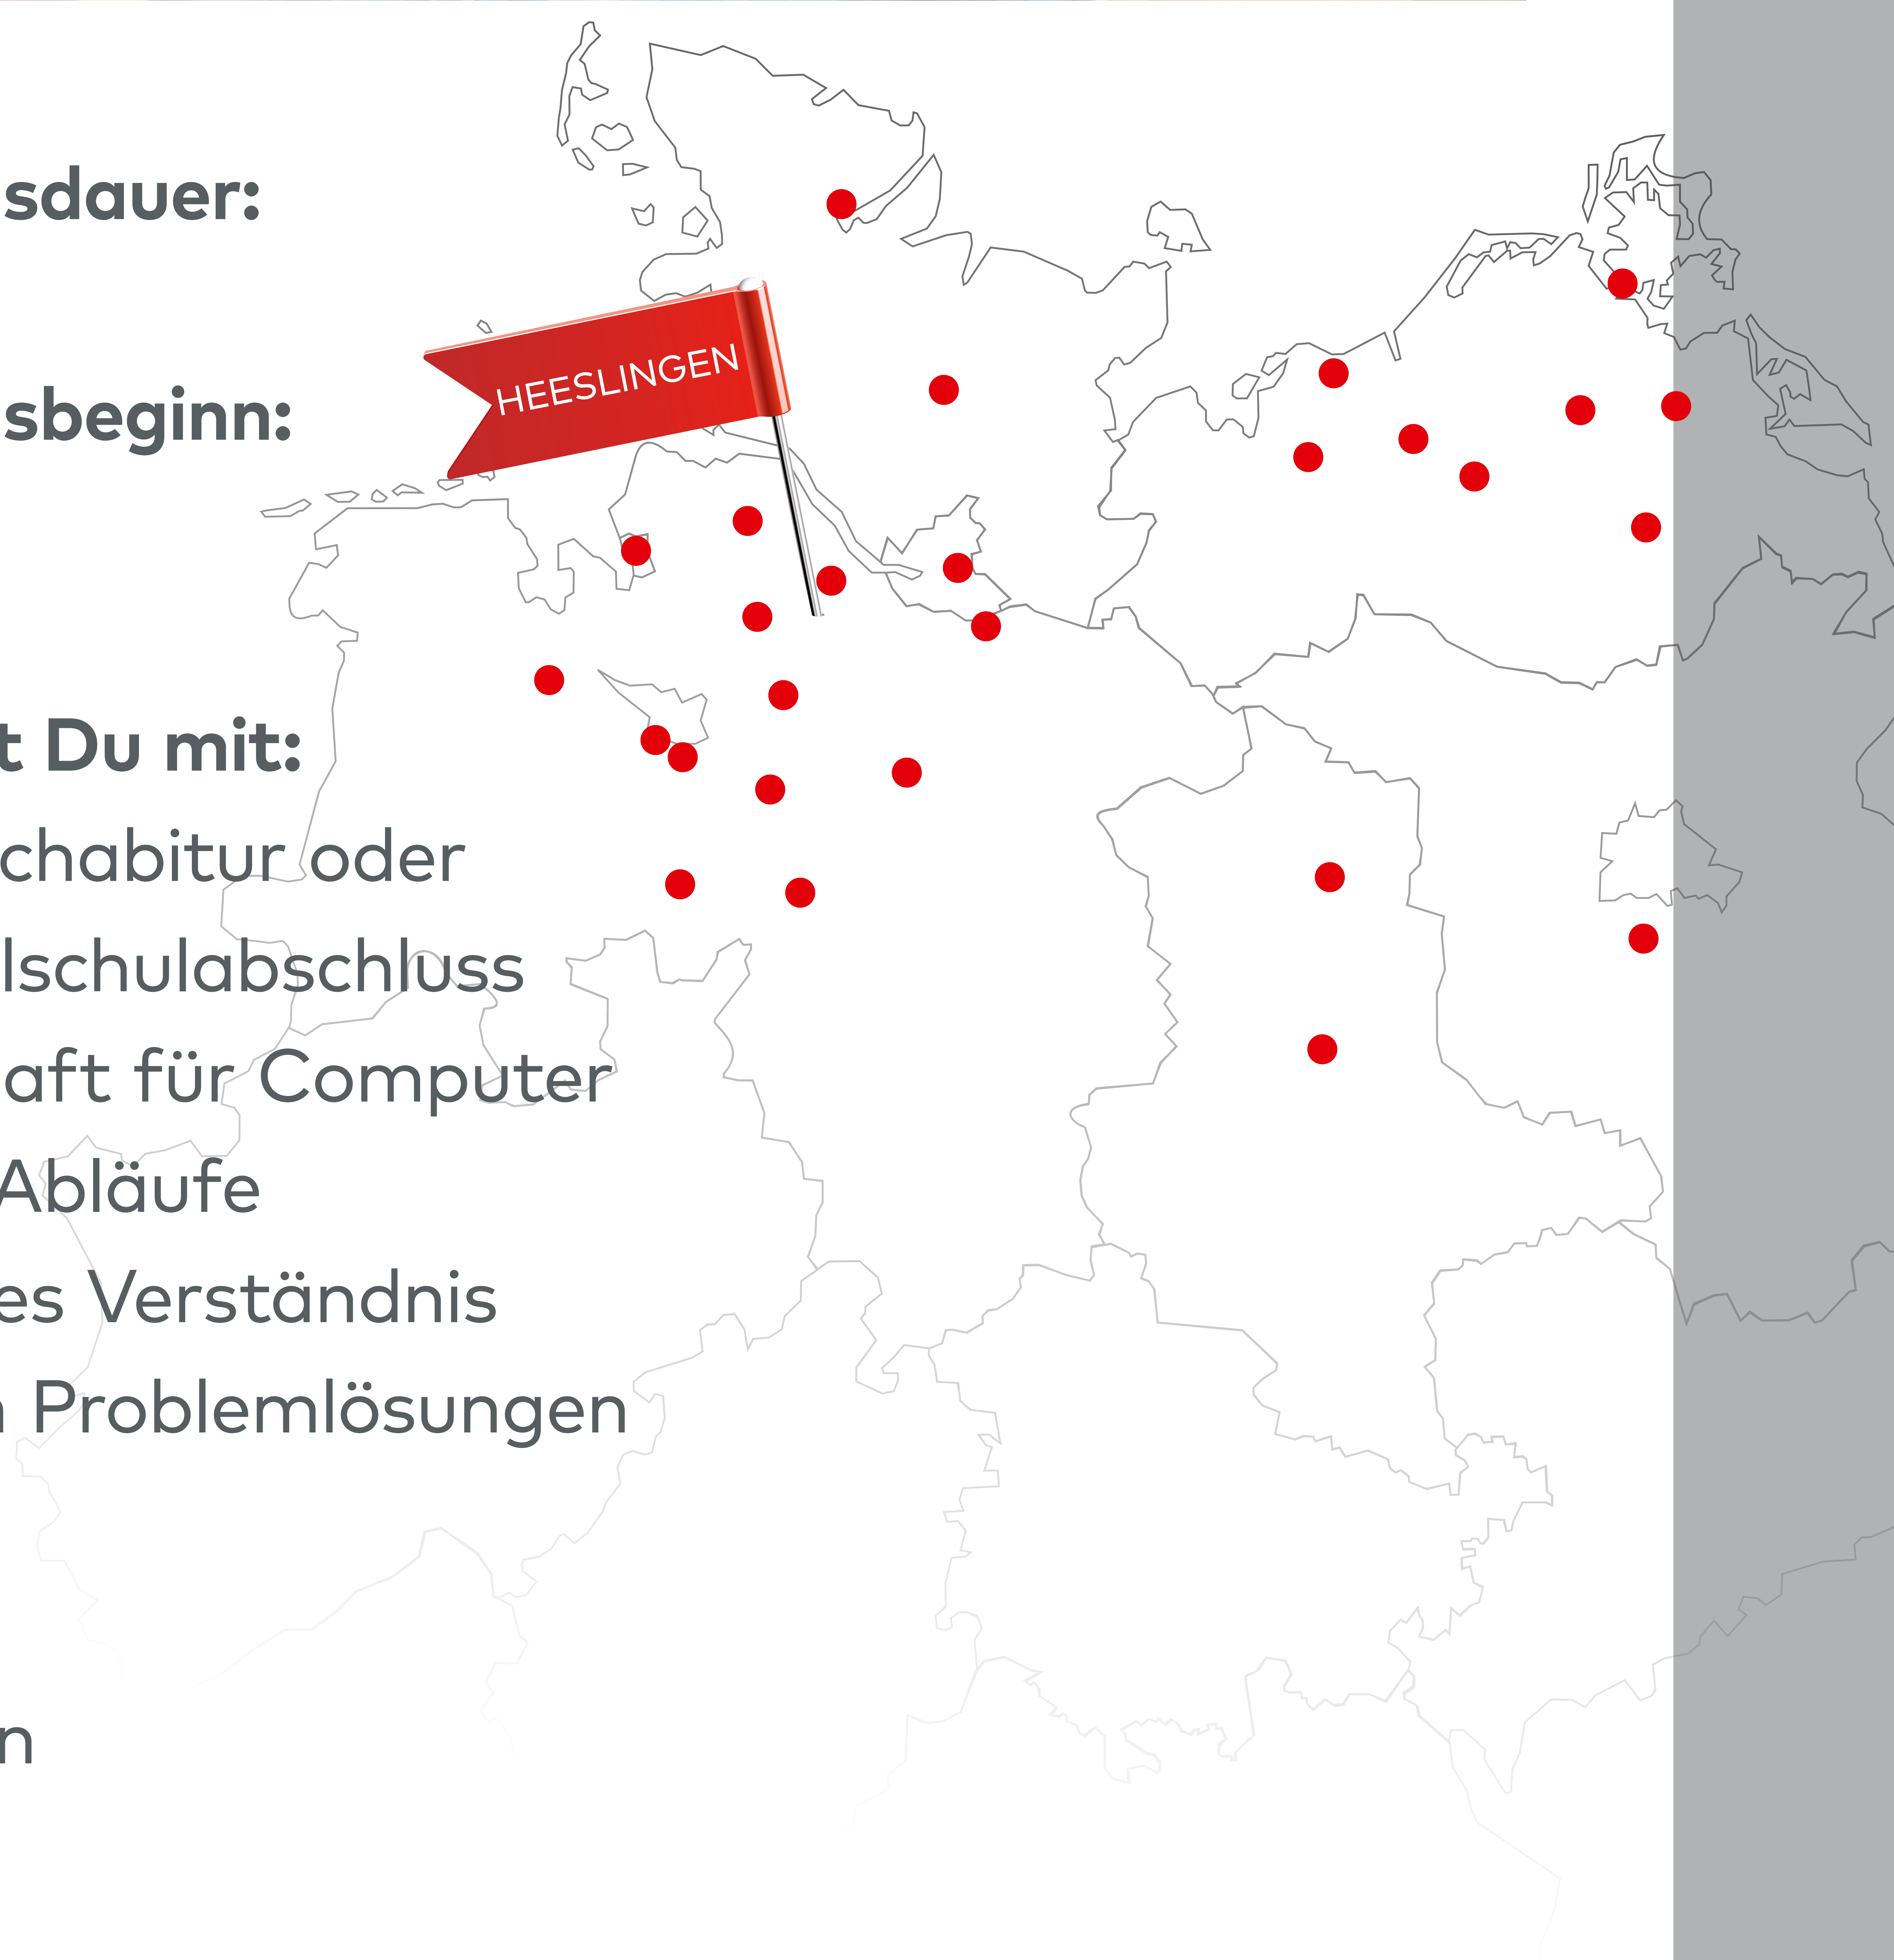 sdauer:
HEESLINGEN
sbeginn:
t Du mit:
chabitur oder
lschulabschluss
aft für Computer
Abläufe
es Verständnis
n Problemlösungen
n